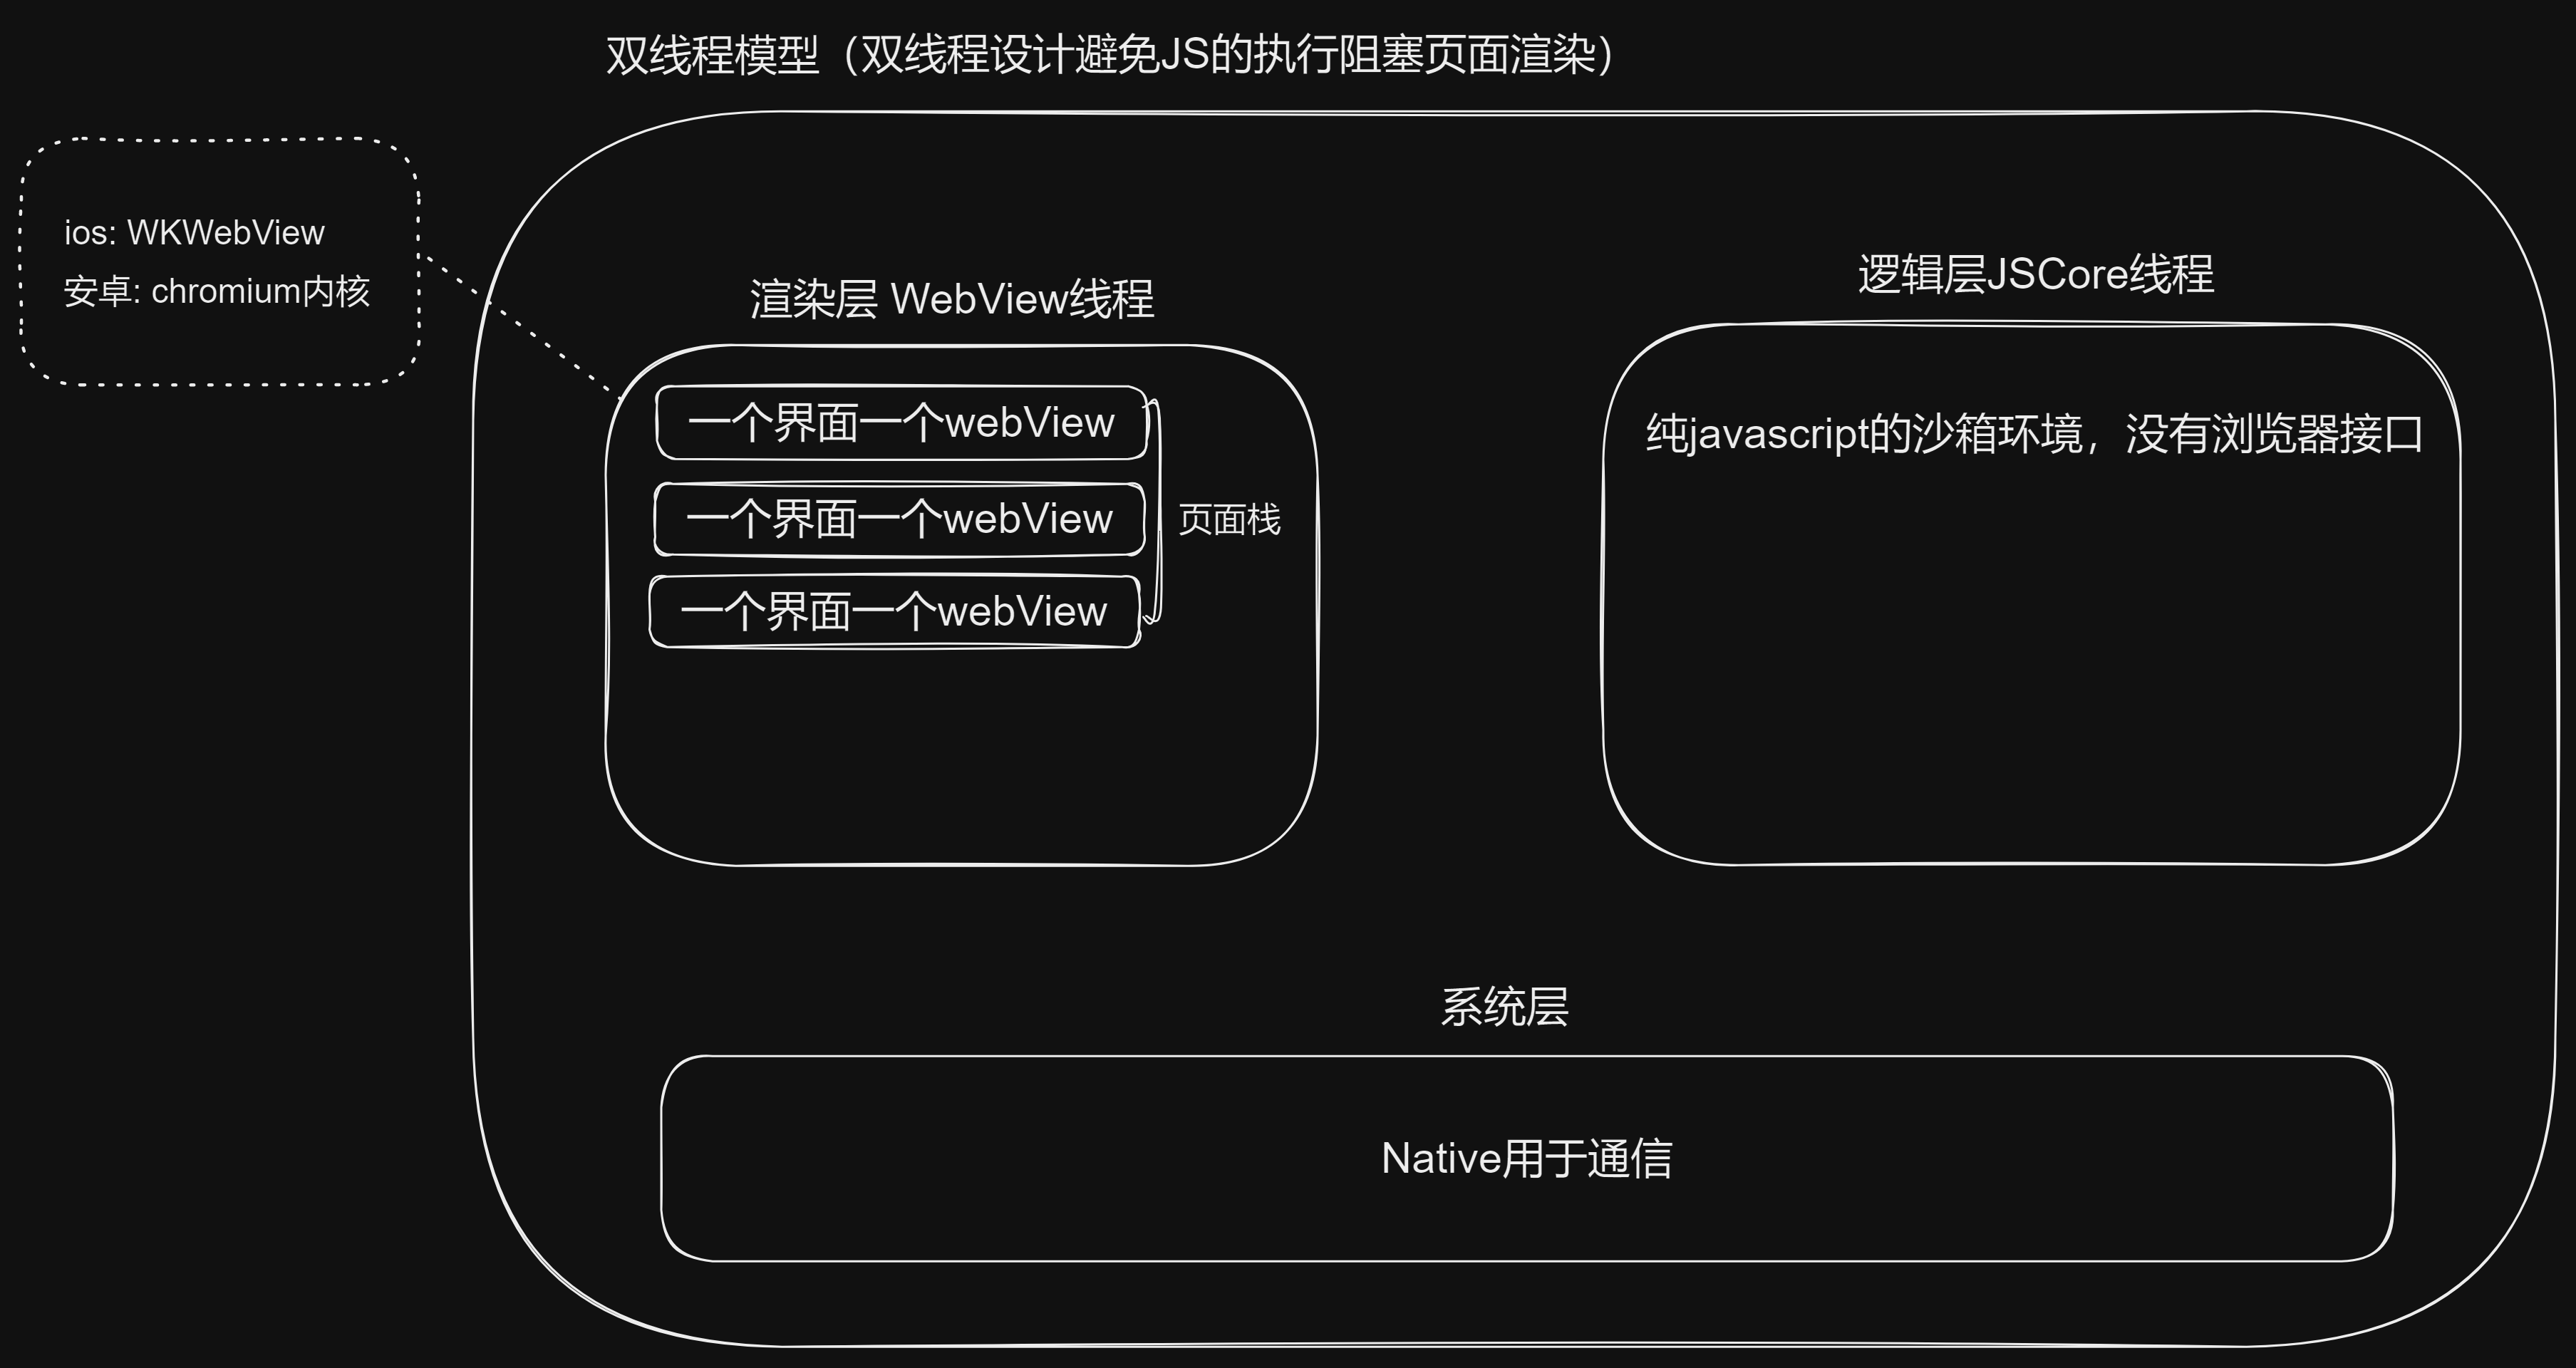 双线程模型（双线程设计避免JS的执行阻塞页面渲染）
ios: WKWebView
安卓: chromium内核
渲染层 WebView线程
一个界面一个webView
一个界面一个webView
一个界面一个webView
页面栈
逻辑层JSCore线程
纯javascript的沙箱环境，没有浏览器接口
系统层
Native用于通信